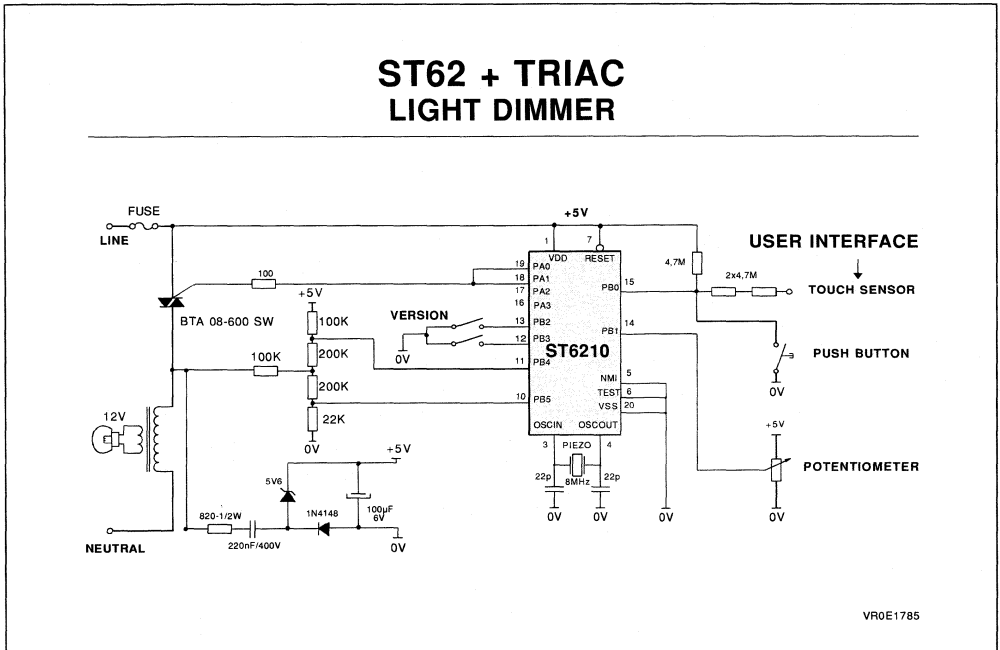 ST62 + TRIAC
LIGHT DIMMER
FUSE
LINE
+5V
1
7
VDD
RESET
USER INTERFACE
4,7M
2x4,7M
TOUCH SENSOR
100
19 PA0
18 PA1
17 PA2
16 PA3
PB0 15
+5V
BTA 08-600 SW
100K
VERSION
13 PB2
12 PB3
0V
PB1 14
ST6210
PUSH BUTTON
0V
100K
200K
11 PB4
200K
10 PB5
NMI 5
TEST 6
VSS 20
12V
22K
0V
OSCIN
OSCOUT
3
PIEZO
4
+5V
POTENTIOMETER
0V
22p
8MHz
22p
0V
0V
0V
+5V
5V6
100µF
6V
820-1/2W
1N4148
220nF/400V
0V
NEUTRAL
VR0E1785